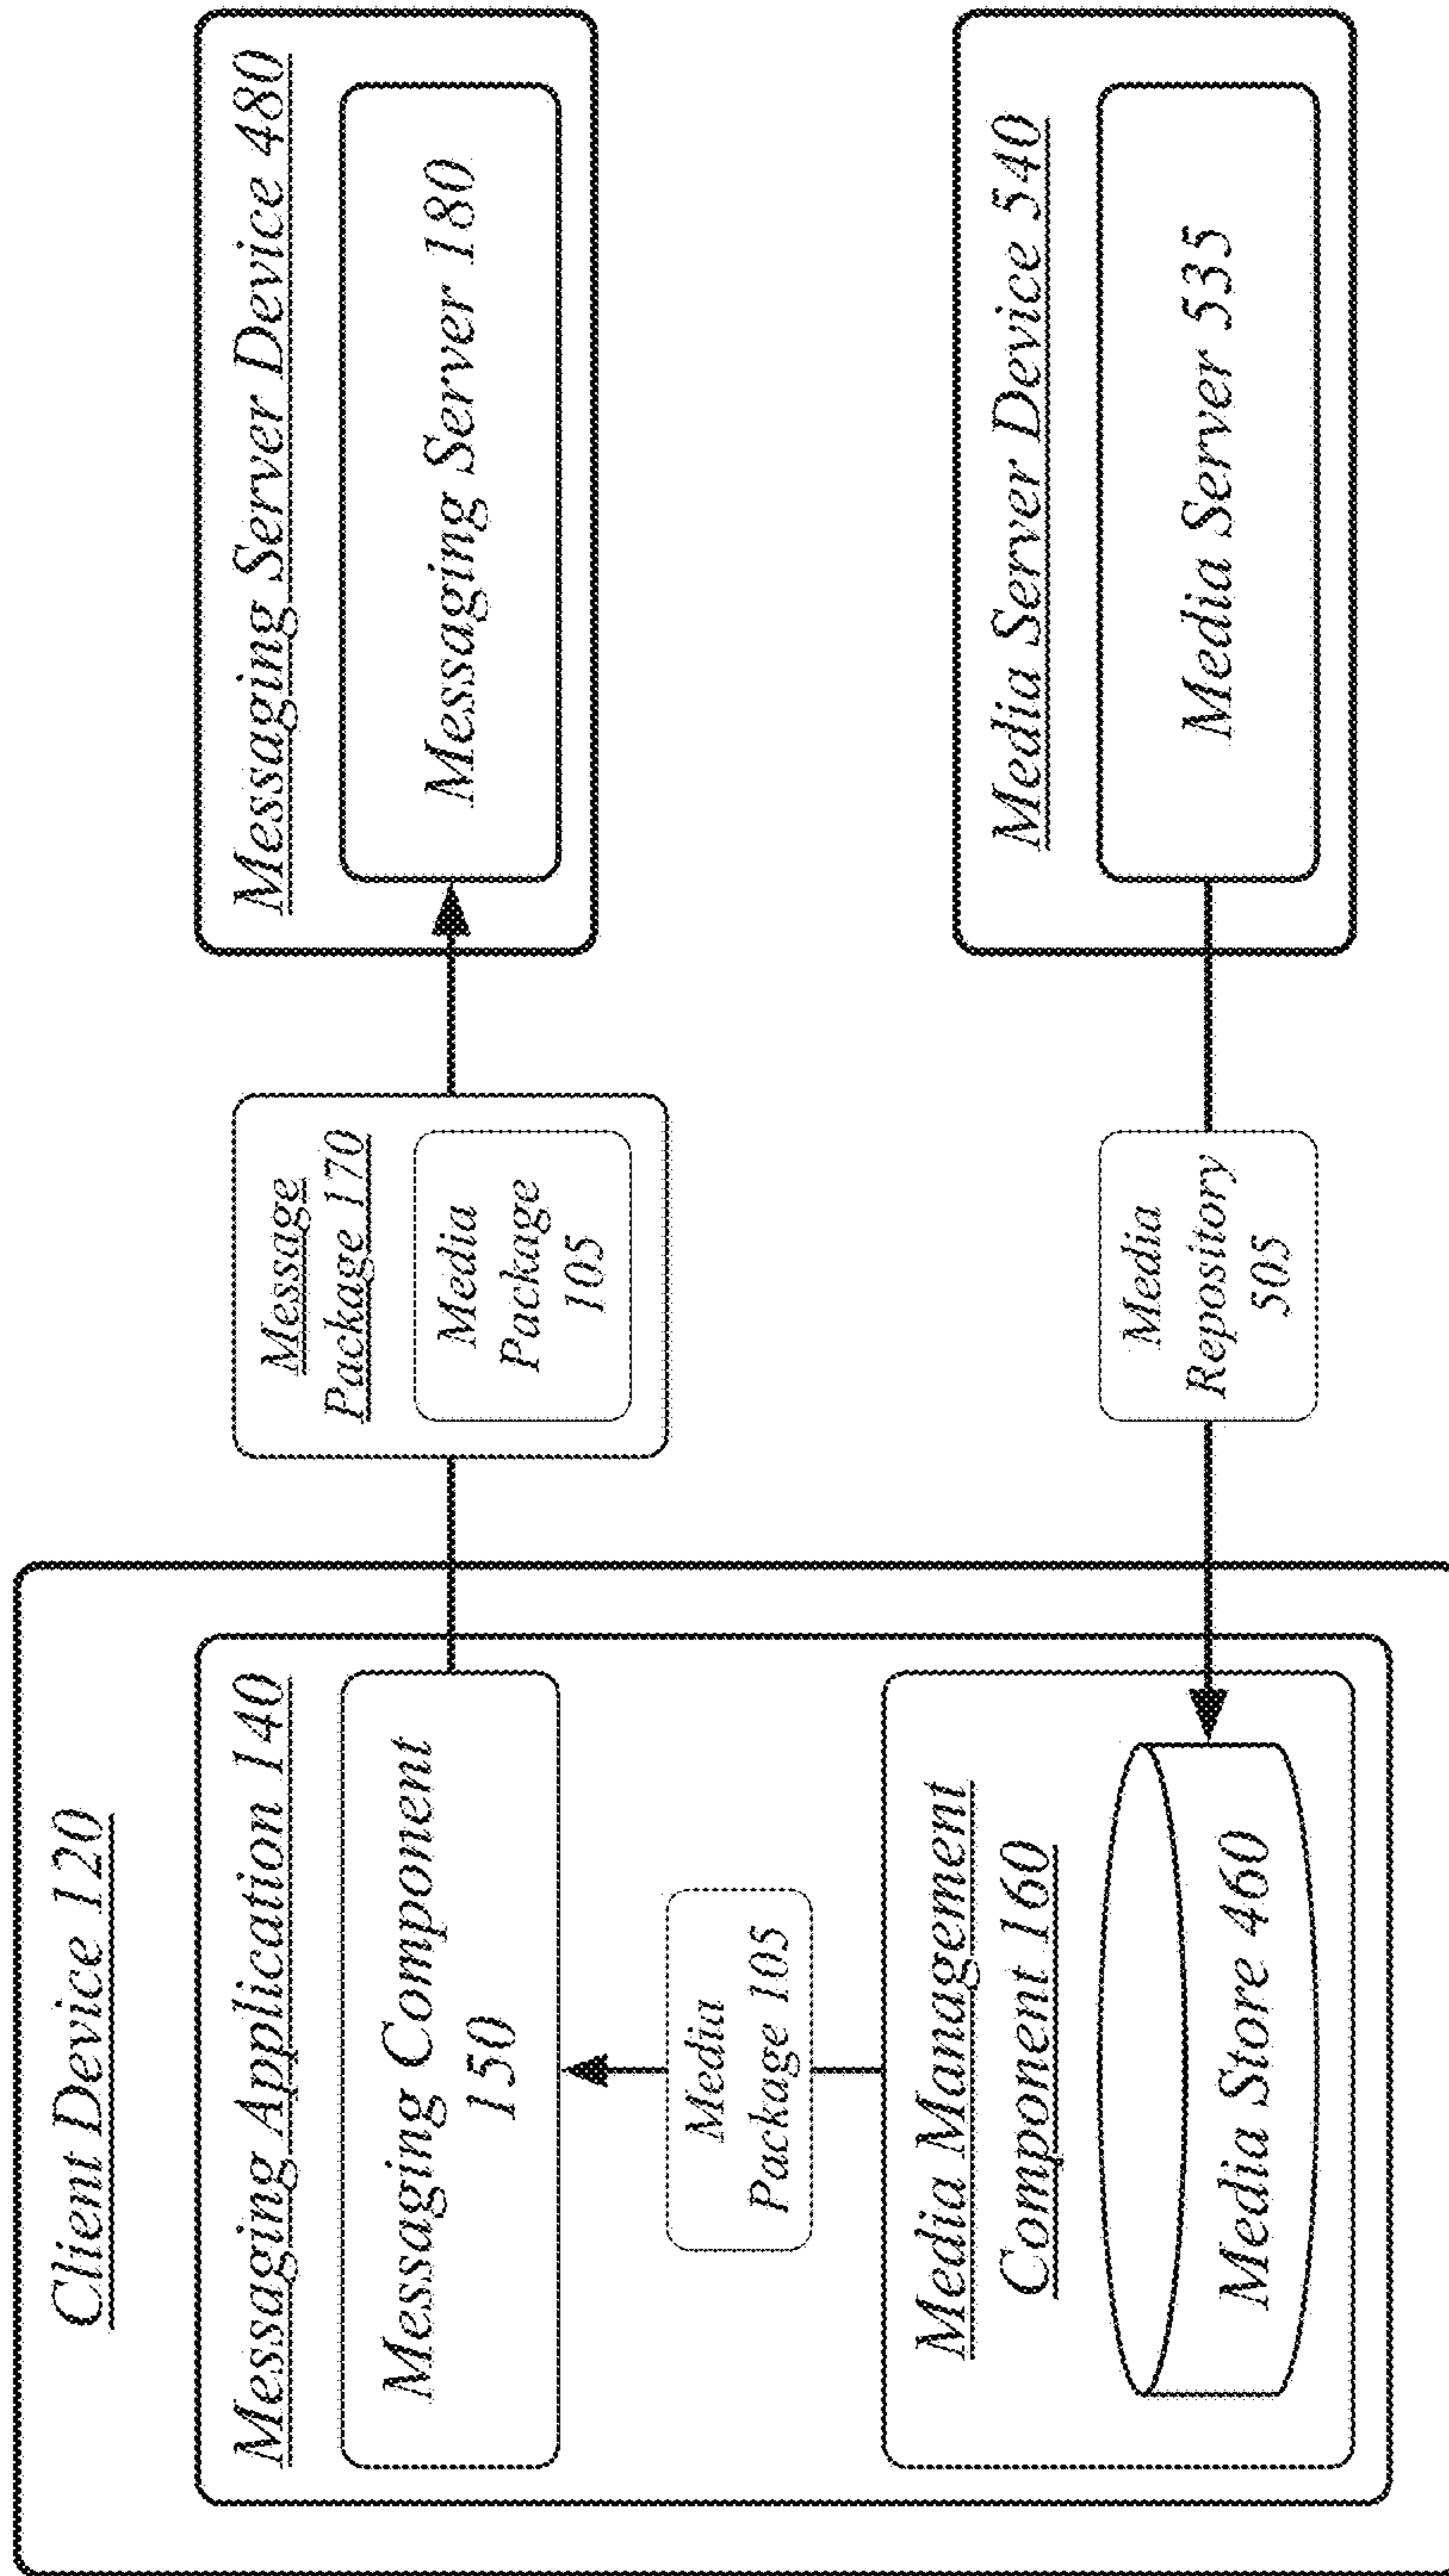 Client Device 120
Messaging Application 140
Messaging Component
150
Media
Package 105
Media Management
Component 160
Media Store 460
Message
Package 170
Media
Package
105
Media
Repository
505
Messaging Server Device 480
Messaging Server 180
Media Server Device 540
Media Server 535